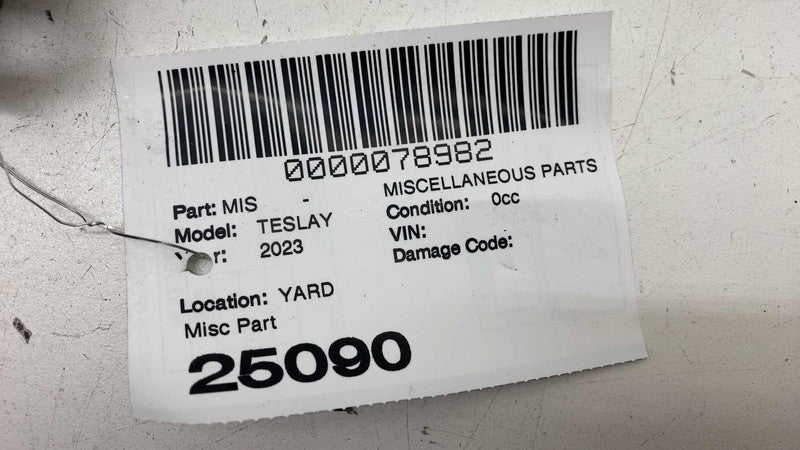 0000078982
Part: MIS - MISCELLANEOUS PARTS
Model: TESLAY Condition: 0cc
2023 VIN:
Damage Code:
Location: YARD
Misc Part
25090